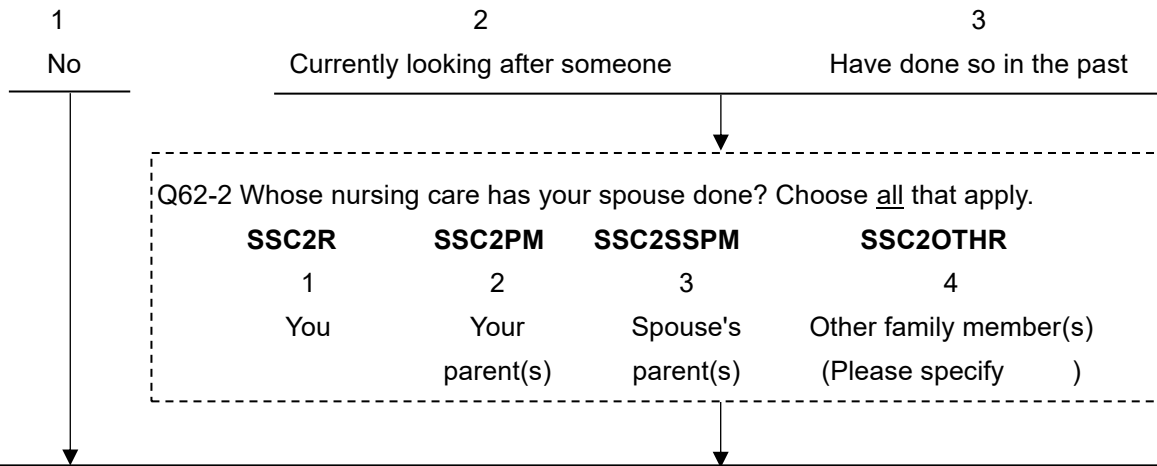 1 2 3
No Currently looking after someone Have done so in the past
Q62-2 Whose nursing care has your spouse done? Choose all that apply.
SSC2R SSC2PM SSC2SSPM SSC2OTHR
1 2 3 4
You Your Spouse's Other family member(s)
parent(s) parent(s) (Please specify )